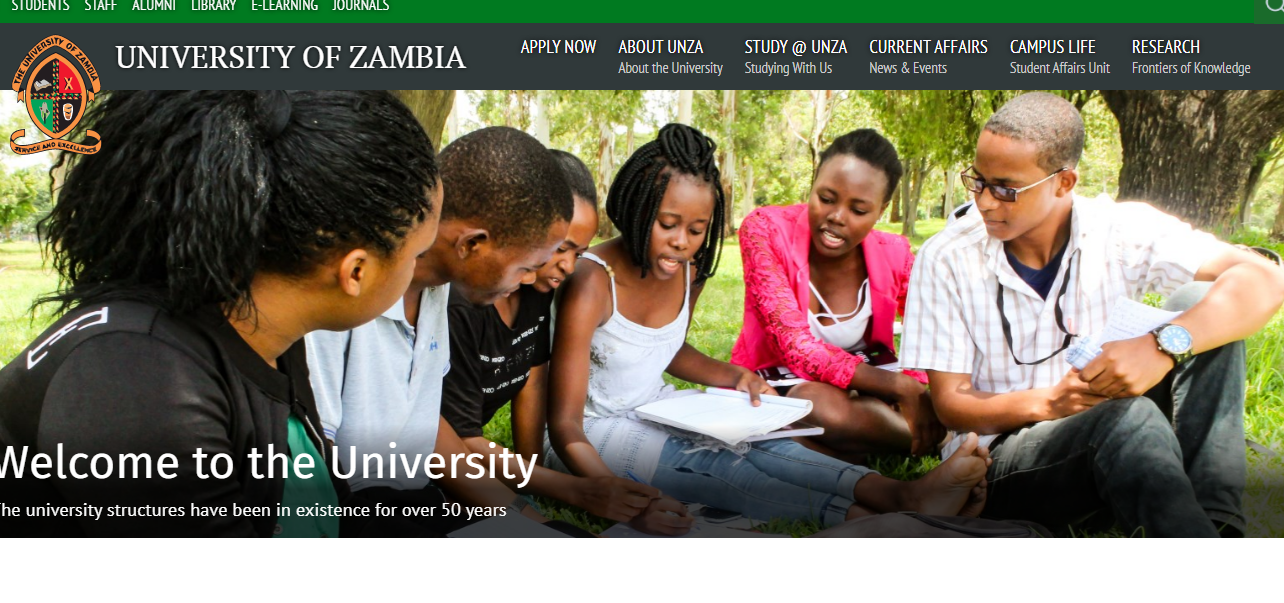 STUDENTS STAFF ALUMNI LIBRARY E-LEARNING JOURNALS
THE UNIVERSITY OF ZAMBIA
SERVICE AND EXCELLENCE
UNIVERSITY OF ZAMBIA
APPLY NOW
ABOUT UNZA
About the University
STUDY @ UNZA
Studying With Us
CURRENT AFFAIRS
News & Events
CAMPUS LIFE
Student Affairs Unit
RESEARCH
Frontiers of Knowledge
Welcome to the University
The university structures have been in existence for over 50 years